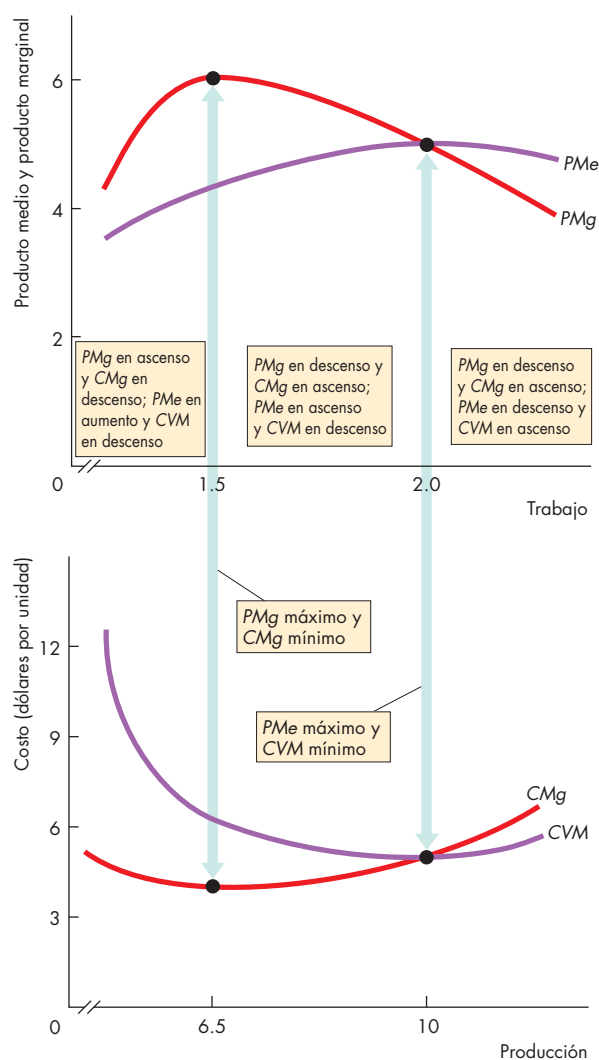 Producto medio y producto marginal
6
4
2
0
1.5
2.0
Trabajo
PMe
PMg
PMg en ascenso
y CMg en
descenso; PMe en
aumento y CVM
en descenso
PMg en descenso y
CMg en ascenso;
PMe en ascenso
y CVM en descenso
PMg en descenso
y CMg en ascenso;
PMe en descenso y
CVM en ascenso
Costo (dólares por unidad)
12
9
6
3
0
6.5
10
Producción
PMg máximo y
CMg mínimo
PMe máximo y
CVM mínimo
CMg
CVM